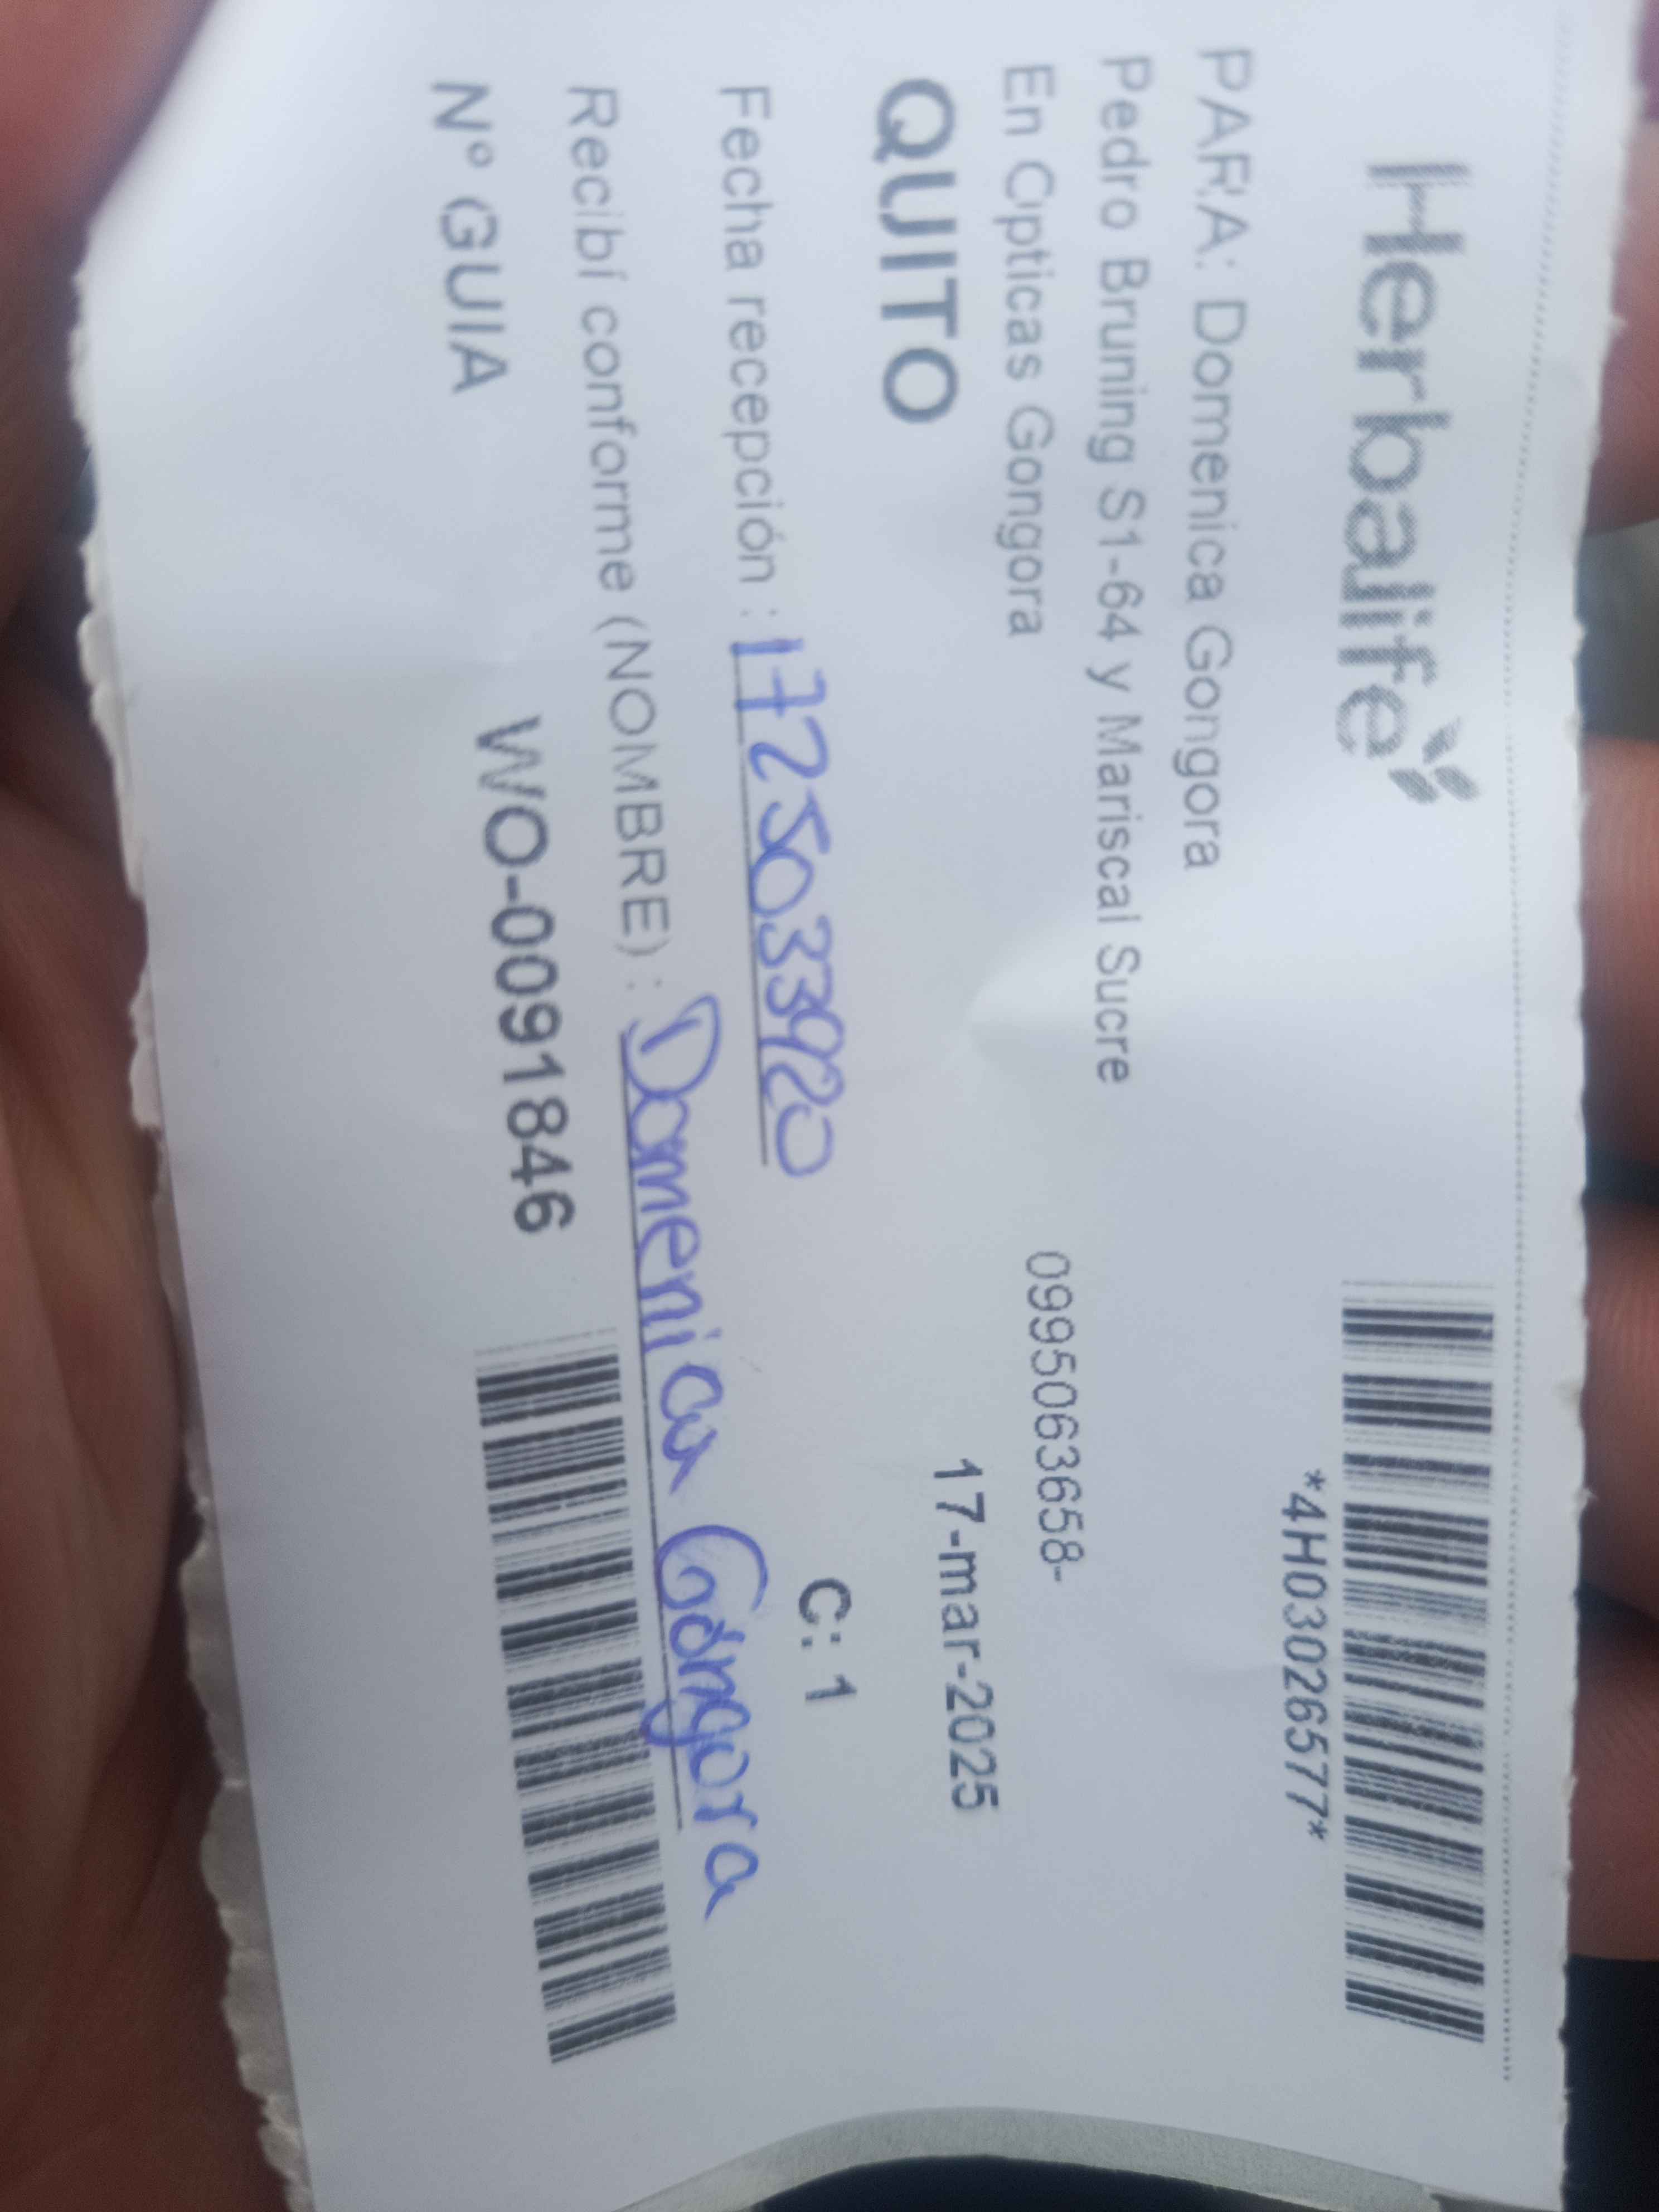 Herbalife
*4H03026577*
PARA: Domenica Gongora
Pedro Bruning S1-64 y Mariscal Sucre
En Opticas Gongora
0995063658-
QUITO
17-mar-2025
C: 1
Fecha recepción : 1725033920
Recibí conforme (NOMBRE) : Domenica Góngora
N° GUIA WO-0091846